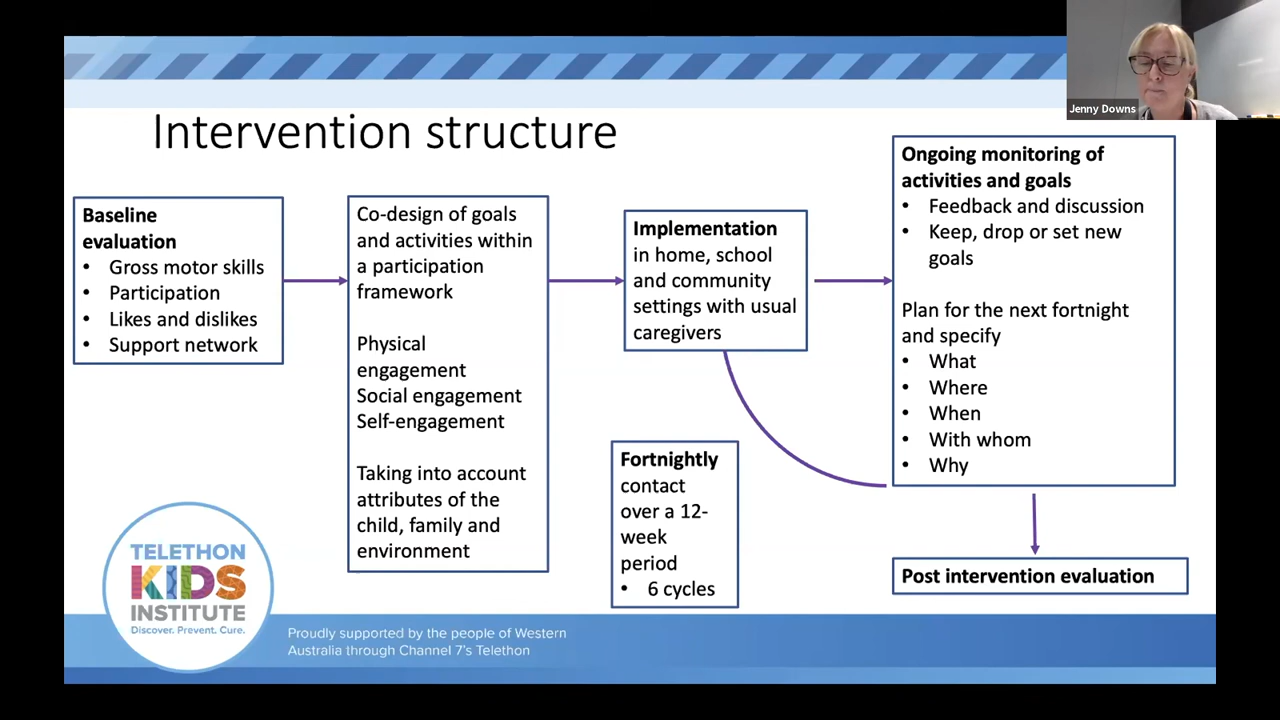 Jenny Downs
Intervention structure
Baseline
evaluation
• Gross motor skills
• Participation
• Likes and dislikes
• Support network
Co-design of goals
and activities within
a participation
framework
Physical
engagement
Social engagement
Self-engagement
Taking into account
attributes of the
child, family and
environment
Implementation
in home, school
and community
settings with usual
caregivers
Fortnightly
contact
over a 12-
week
period
• 6 cycles
Ongoing monitoring of
activities and goals
• Feedback and discussion
• Keep, drop or set new
goals
Plan for the next fortnight
and specify
• What
• Where
• When
• With whom
• Why
Post intervention evaluation
TELETHON
KIDS
INSTITUTE
Discover. Prevent. Cure.
Proudly supported by the people of Western
Australia through Channel 7's Telethon